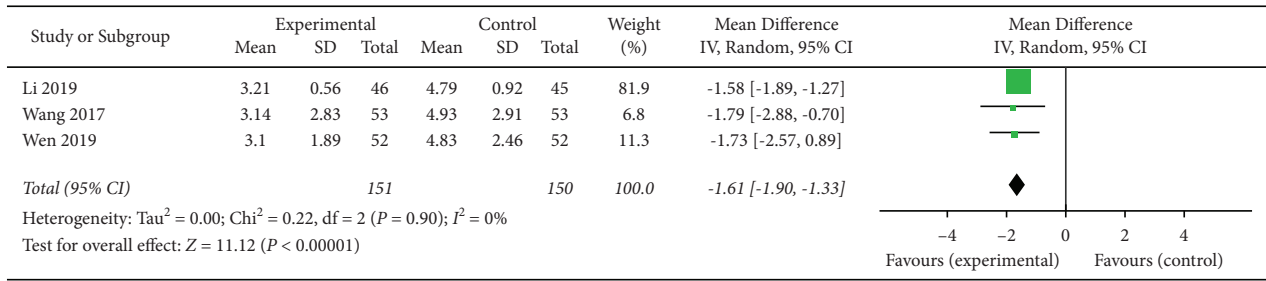 Study or Subgroup Experimental Control Weight (%) Mean Difference IV, Random, 95% CI Mean Difference IV, Random, 95% CI
Mean SD Total Mean SD Total
Li 2019 3.21 0.56 46 4.79 0.92 45 81.9 -1.58 [-1.89, -1.27]
Wang 2017 3.14 2.83 53 4.93 2.91 53 6.8 -1.79 [-2.88, -0.70]
Wen 2019 3.1 1.89 52 4.83 2.46 52 11.3 -1.73 [-2.57, 0.89]
Total (95% CI) 151 150 100.0 -1.61 [-1.90, -1.33]
Heterogeneity: Tau² = 0.00; Chi² = 0.22, df = 2 (P = 0.90); I² = 0%
Test for overall effect: Z = 11.12 (P < 0.00001)
–4 –2 0 2 4
Favours (experimental) Favours (control)